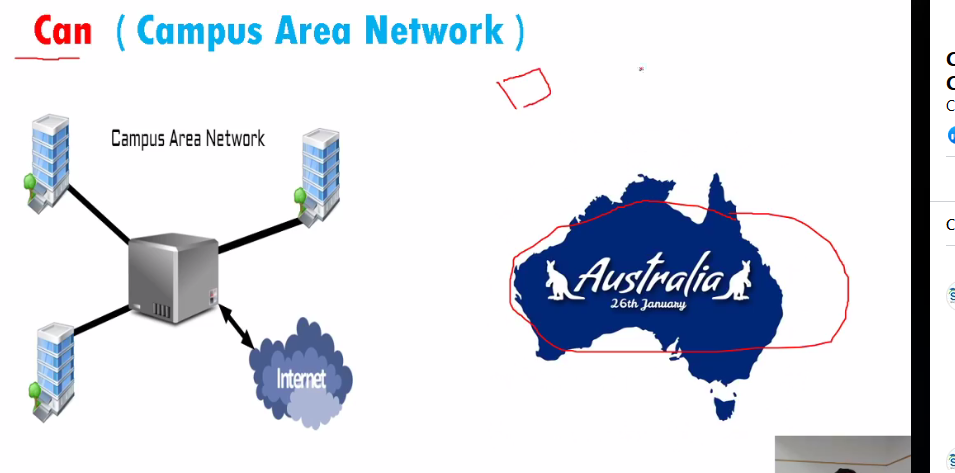 Can ( Campus Area Network )
Campus Area Network
Australia
26th January
Internet